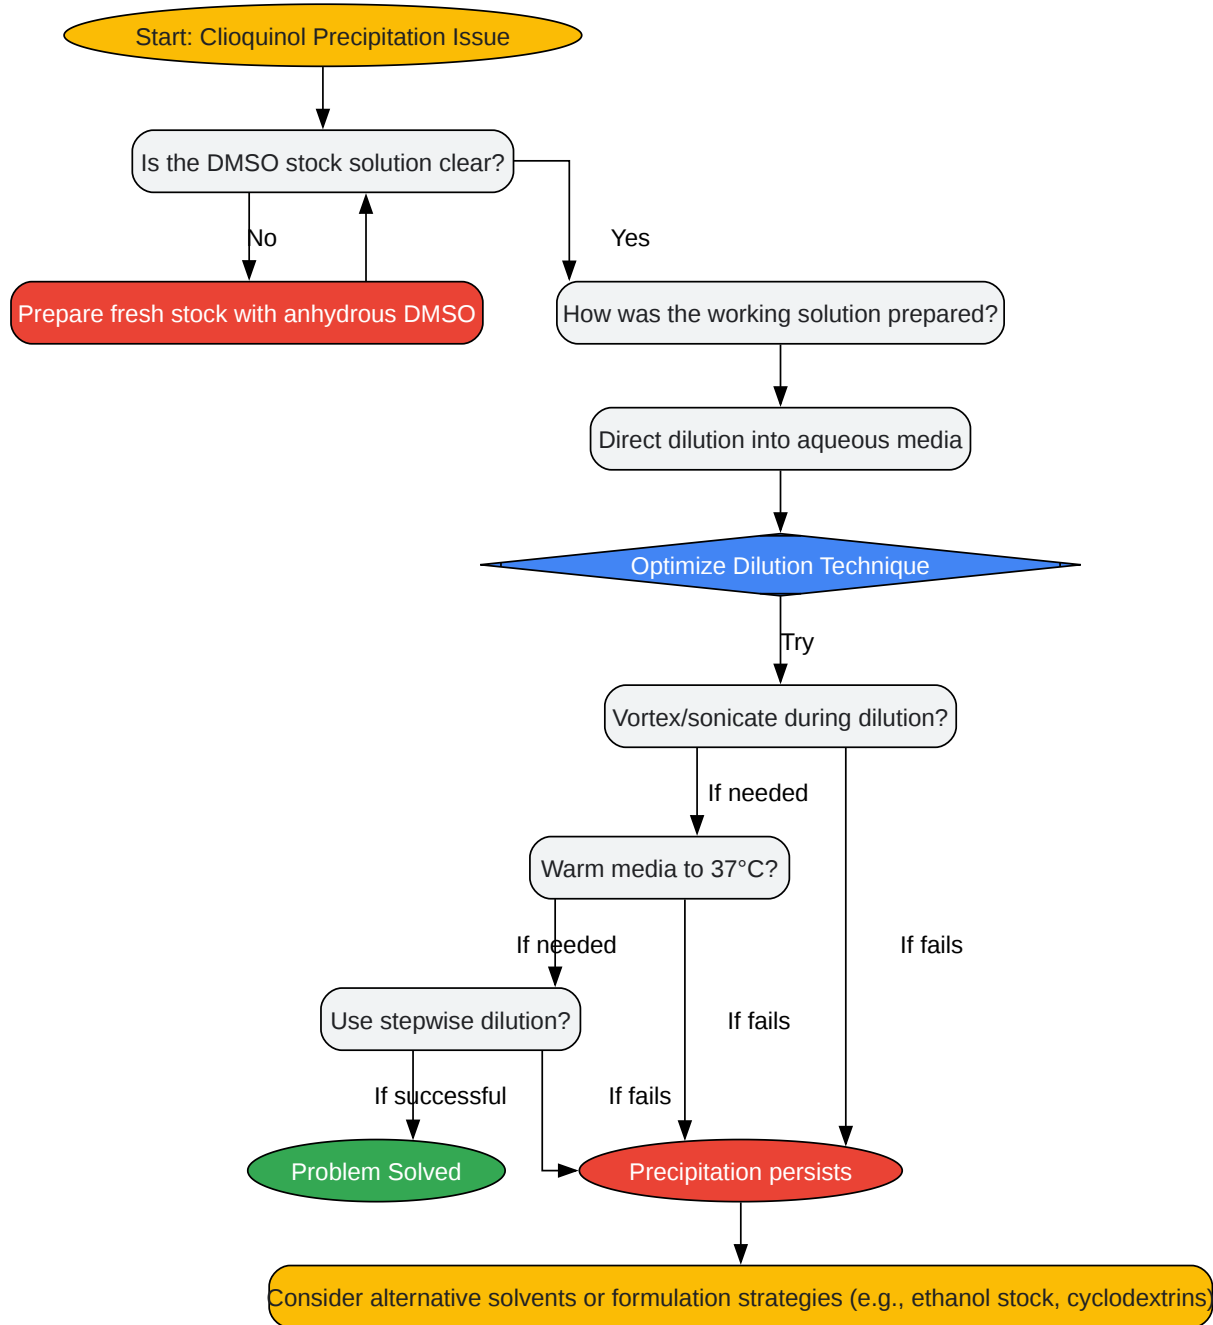 Start: Clioquinol Precipitation Issue
Is the DMSO stock solution clear?
No
Yes
Prepare fresh stock with anhydrous DMSO
How was the working solution prepared?
Direct dilution into aqueous media
Optimize Dilution Technique
Try
Vortex/sonicate during dilution?
If needed
Warm media to 37°C?
If needed
If fails
Use stepwise dilution?
If fails
If successful
If fails
Problem Solved
Precipitation persists
Consider alternative solvents or formulation strategies (e.g., ethanol stock, cyclodextrins)